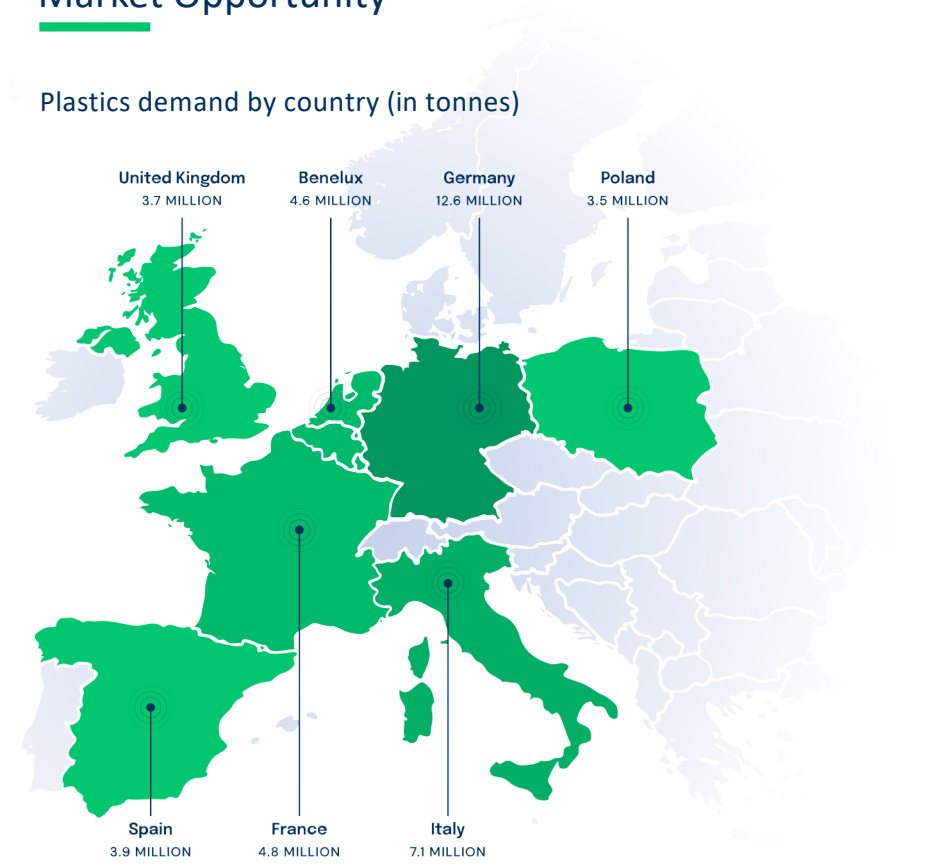 Market Opportunity
Plastics demand by country (in tonnes)
United Kingdom
3.7 MILLION
Benelux
4.6 MILLION
Germany
12.6 MILLION
Poland
3.5 MILLION
Spain
3.9 MILLION
France
4.8 MILLION
Italy
7.1 MILLION